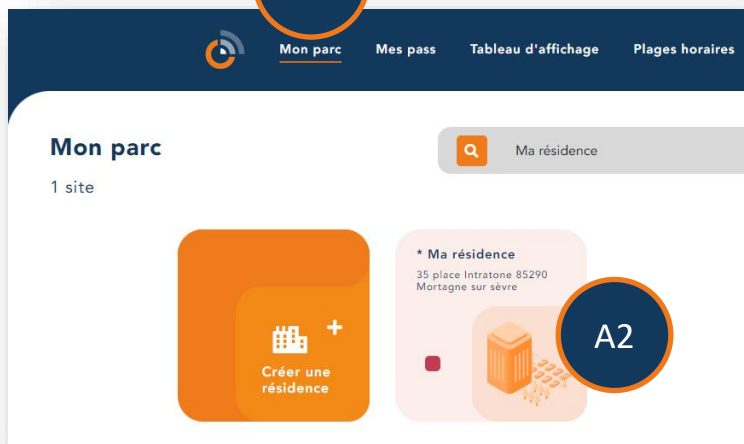 Mon parc Mes pass Tableau d'affichage Plages horaires
Mon parc
1 site
Ma résidence
* Ma résidence
35 place Intratone 85290
Mortagne sur sèvre
A2
+
Créer une
résidence